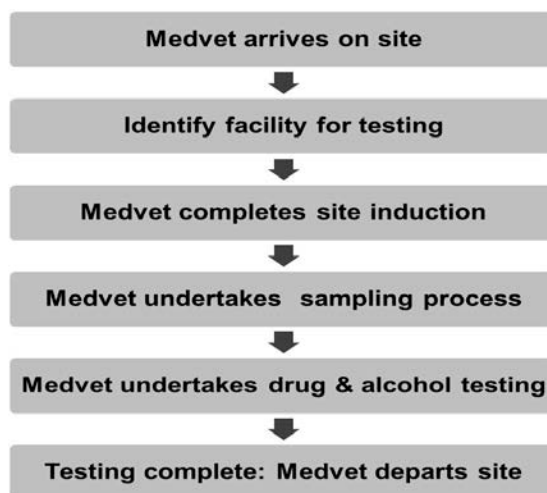 Medvet arrives on site
Identify facility for testing
Medvet completes site induction
Medvet undertakes  sampling process
Medvet undertakes drug & alcohol testing
Testing complete: Medvet departs site